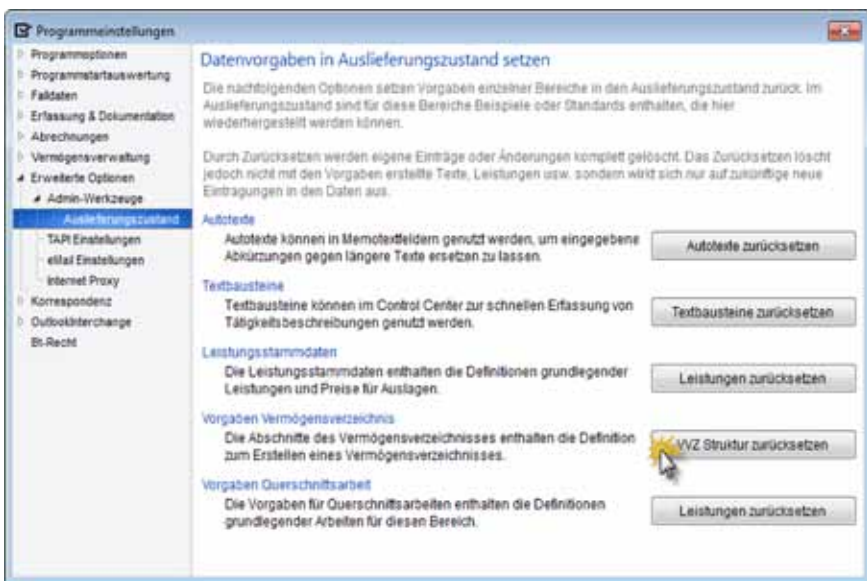 Programmeinstellungen
Programmoptionen
Programmstartauswertung
Falldaten
Erfassung & Dokumentation
Abrechnungen
Vermögensverwaltung
Erweiterte Optionen
Admin-Werkzeuge
Auslieferungszustand
TAPI Einstellungen
eMail Einstellungen
Internet Proxy
Korrespondenz
OutlookInterchange
Bt-Recht
Datenvorgaben in Auslieferungszustand setzen
Die nachfolgenden Optionen setzen Vorgaben einzelner Bereiche in den Auslieferungszustand zurück. Im
Auslieferungszustand sind für diese Bereiche Beispiele oder Standards enthalten, die hier
wiederhergestellt werden können.
Durch Zurücksetzen werden eigene Einträge oder Änderungen komplett gelöscht. Das Zurücksetzen löscht
jedoch nicht mit den Vorgaben erstellte Texte, Leistungen usw. sondern wirkt sich nur auf zukünftige neue
Eintragungen in den Daten aus.
Autotexte
Autotexte können in Memotextfeldern genutzt werden, um eingegebene
Abkürzungen gegen längere Texte ersetzen zu lassen.
Autotexte zurücksetzen
Textbausteine
Textbausteine können im Control Center zur schnellen Erfassung von
Tätigkeitsbeschreibungen genutzt werden.
Textbausteine zurücksetzen
Leistungsstammdaten
Die Leistungsstammdaten enthalten die Definitionen grundlegender
Leistungen und Preise für Auslagen.
Leistungen zurücksetzen
Vorgaben Vermögensverzeichnis
Die Abschnitte des Vermögensverzeichnisses enthalten die Definition
zum Erstellen eines Vermögensverzeichnisses.
VVZ Struktur zurücksetzen
Vorgaben Querschnittsarbeit
Die Vorgaben für Querschnittsarbeiten enthalten die Definitionen
grundlegender Arbeiten für diesen Bereich.
Leistungen zurücksetzen